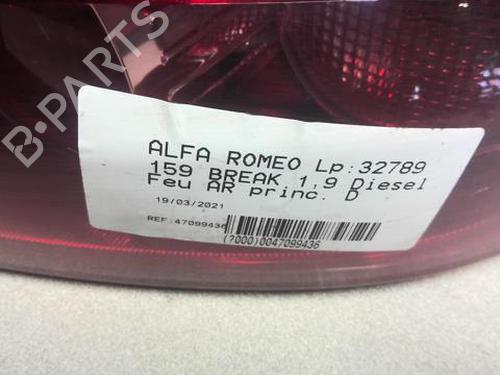 B-PARTS
ALFA ROMEO Lp:32789
159 BREAK 1,9 Diesel
Feu AR princ. D
19/03/2021
REF:47099436
(7000)0047099436